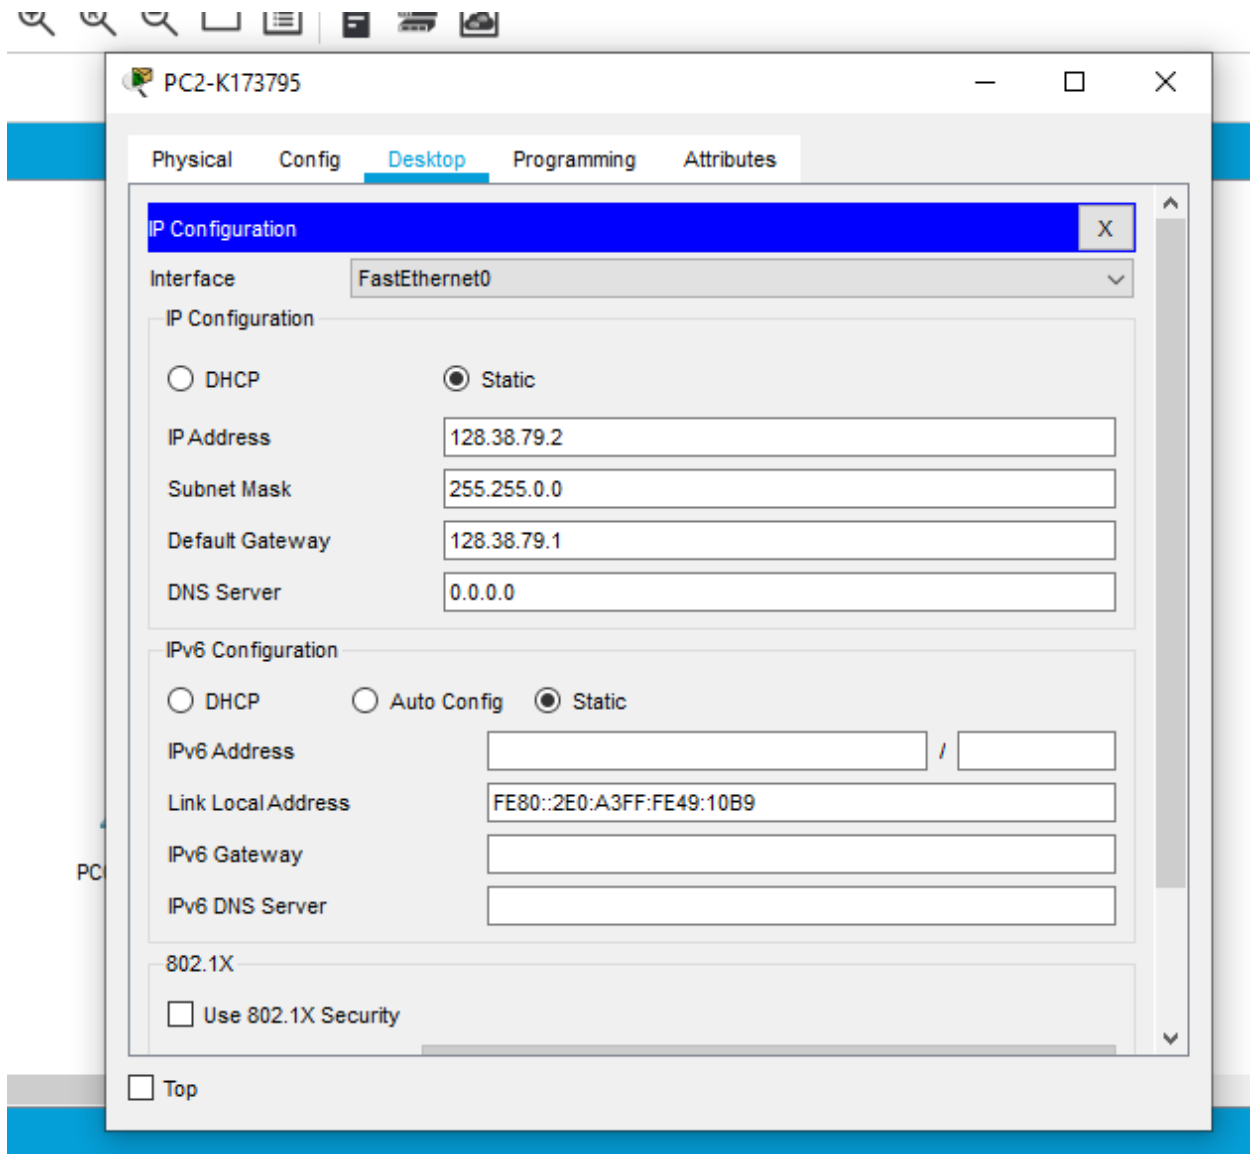 PC2-K173795
Physical Config Desktop Programming Attributes
IP Configuration X
Interface FastEthernet0
IP Configuration
DHCP Static
IP Address 128.38.79.2
Subnet Mask 255.255.0.0
Default Gateway 128.38.79.1
DNS Server 0.0.0.0
IPv6 Configuration
DHCP Auto Config Static
IPv6 Address /
Link Local Address FE80::2E0:A3FF:FE49:10B9
IPv6 Gateway
IPv6 DNS Server
802.1X
Use 802.1X Security
Top